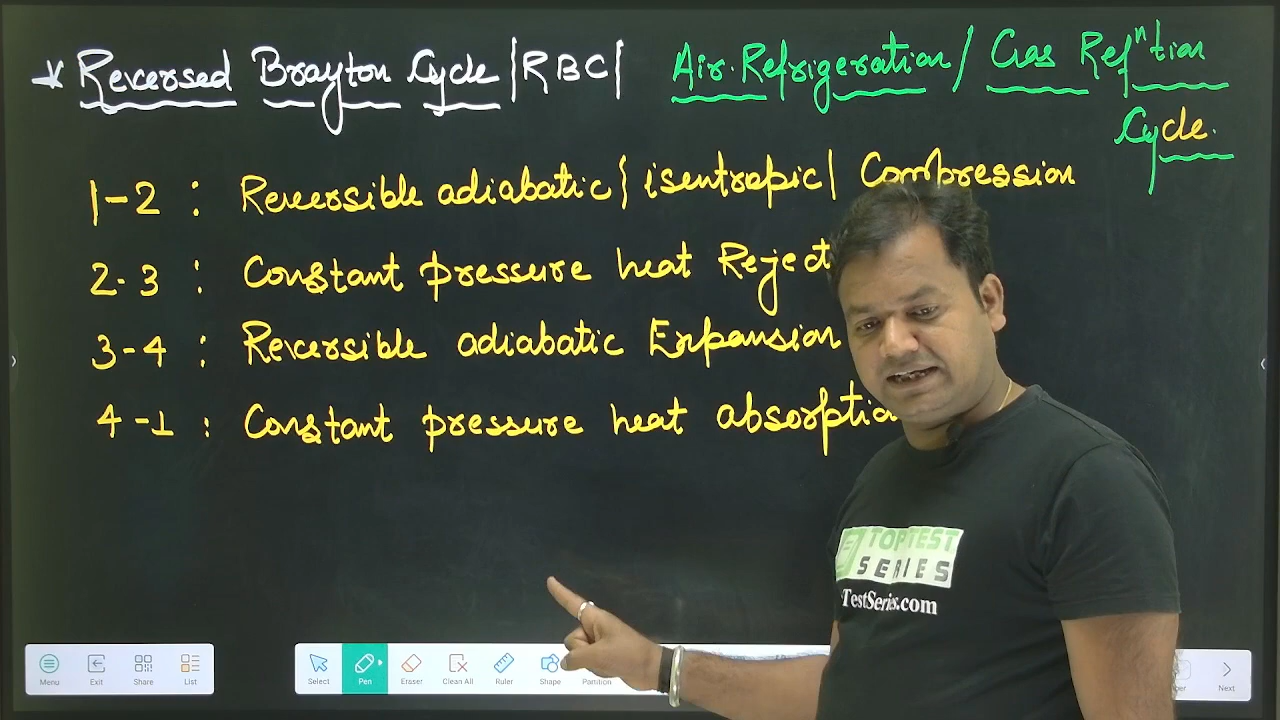 * Reversed Brayton Cycle |RBC| Air Refrigeration / Gas Refⁿtion
Cycle.
1-2 : Reversible adiabatic | isentropic | Compression
2-3 : Constant pressure heat Reject
3-4 : Reversible adiabatic Expansion
4-1 : Constant pressure heat absorptio
TOPTEST
SERIES
TestSeries.com
Menu Exit Share List Select Pen Eraser Clean All Ruler Shape Partition Next